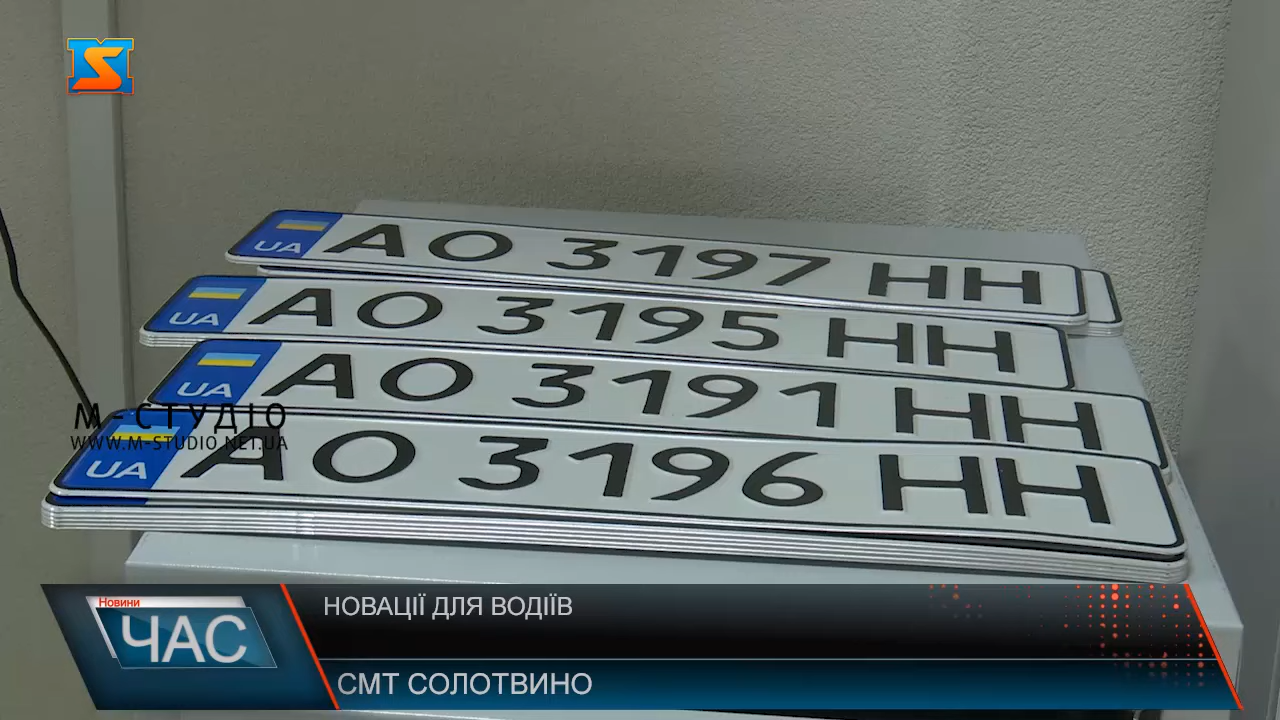 UA AO 3197 HH
UA AO 3195 HH
UA AO 3191 HH
М-СТУДІО
WWW.M-STUDIO.NET.UA
UA AO 3196 HH
Новини
ЧАС
НОВАЦІЇ ДЛЯ ВОДІЇВ
СМТ СОЛОТВИНО